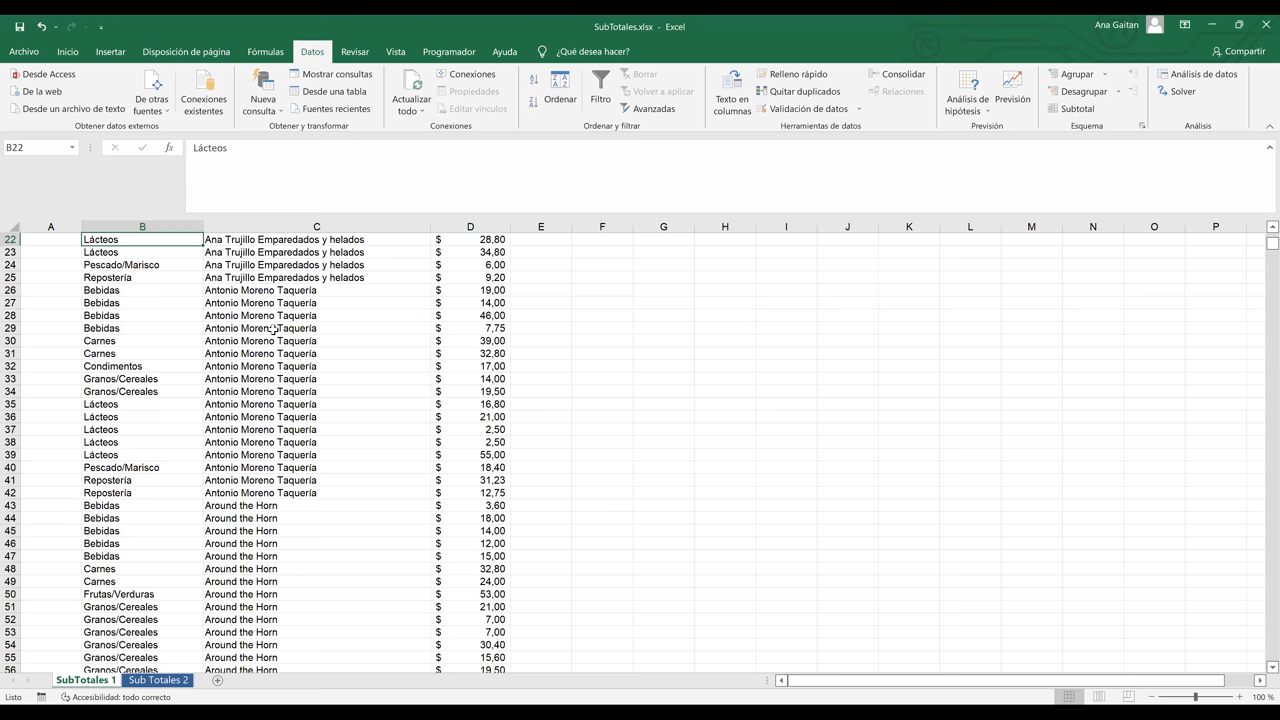 SubTotales.xlsx - Excel
Ana Gaitan
Archivo Inicio Insertar Disposición de página Fórmulas Datos Revisar Vista Programador Ayuda ¿Qué desea hacer? Compartir
Desde Access
De la web
Desde un archivo de texto
De otras fuentes
Conexiones existentes
Obtener datos externos
Nueva consulta
Mostrar consultas
Desde una tabla
Fuentes recientes
Obtener y transformar
Actualizar todo
Conexiones
Propiedades
Editar vínculos
Conexiones
Ordenar
Filtro
Borrar
Volver a aplicar
Avanzadas
Ordenar y filtrar
Texto en columnas
Relleno rápido
Quitar duplicados
Validación de datos
Consolidar
Relaciones
Herramientas de datos
Análisis de hipótesis
Previsión
Previsión
Agrupar
Desagrupar
Subtotal
Esquema
Análisis de datos
Solver
Análisis
B22 fx Lácteos
A B C D E F G H I J K L M N O P
22 Lácteos Ana Trujillo Emparedados y helados $ 28,80
23 Lácteos Ana Trujillo Emparedados y helados $ 34,80
24 Pescado/Marisco Ana Trujillo Emparedados y helados $ 6,00
25 Repostería Ana Trujillo Emparedados y helados $ 9,20
26 Bebidas Antonio Moreno Taquería $ 19,00
27 Bebidas Antonio Moreno Taquería $ 14,00
28 Bebidas Antonio Moreno Taquería $ 46,00
29 Bebidas Antonio Moreno Taquería $ 7,75
30 Carnes Antonio Moreno Taquería $ 39,00
31 Carnes Antonio Moreno Taquería $ 32,80
32 Condimentos Antonio Moreno Taquería $ 17,00
33 Granos/Cereales Antonio Moreno Taquería $ 14,00
34 Granos/Cereales Antonio Moreno Taquería $ 19,50
35 Lácteos Antonio Moreno Taquería $ 16,80
36 Lácteos Antonio Moreno Taquería $ 21,00
37 Lácteos Antonio Moreno Taquería $ 2,50
38 Lácteos Antonio Moreno Taquería $ 2,50
39 Lácteos Antonio Moreno Taquería $ 55,00
40 Pescado/Marisco Antonio Moreno Taquería $ 18,40
41 Repostería Antonio Moreno Taquería $ 31,23
42 Repostería Antonio Moreno Taquería $ 12,75
43 Bebidas Around the Horn $ 3,60
44 Bebidas Around the Horn $ 18,00
45 Bebidas Around the Horn $ 14,00
46 Bebidas Around the Horn $ 12,00
47 Bebidas Around the Horn $ 15,00
48 Carnes Around the Horn $ 32,80
49 Carnes Around the Horn $ 24,00
50 Frutas/Verduras Around the Horn $ 53,00
51 Granos/Cereales Around the Horn $ 21,00
52 Granos/Cereales Around the Horn $ 7,00
53 Granos/Cereales Around the Horn $ 7,00
54 Granos/Cereales Around the Horn $ 30,40
55 Granos/Cereales Around the Horn $ 15,60
56 Granos/Cereales Around the Horn $ 19,50
SubTotales 1 Sub Totales 2
Listo Accesibilidad: todo correcto 100 %